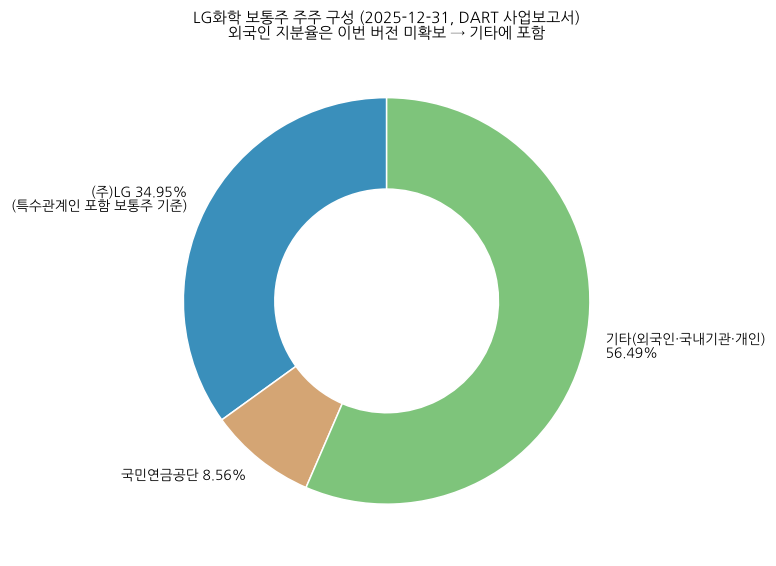 LG화학 보통주 주주 구성 (2025-12-31, DART 사업보고서)
외국인 지분율은 이번 버전 미확보 → 기타에 포함
(주)LG 34.95%
(특수관계인 포함 보통주 기준)
기타(외국인·국내기관·개인)
56.49%
국민연금공단 8.56%